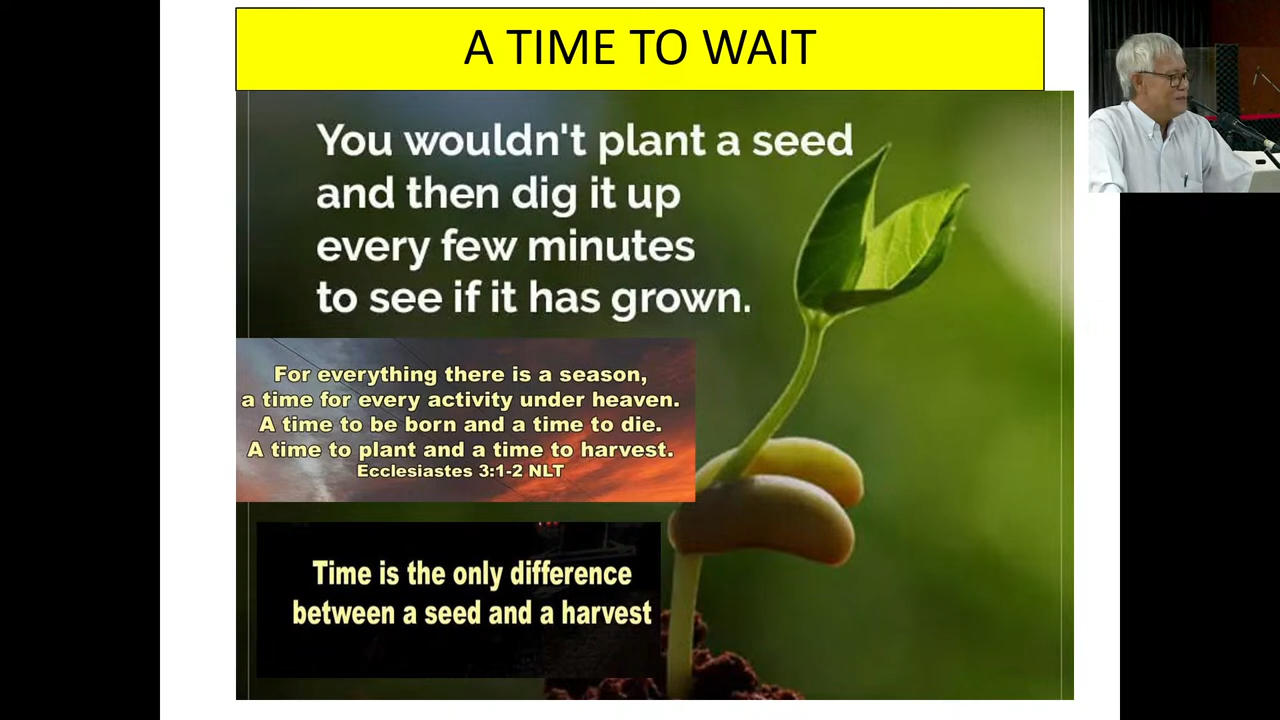 A TIME TO WAIT
You wouldn't plant a seed
and then dig it up
every few minutes
to see if it has grown.
For everything there is a season,
a time for every activity under heaven.
A time to be born and a time to die.
A time to plant and a time to harvest.
Ecclesiastes 3:1-2 NLT
Time is the only difference
between a seed and a harvest